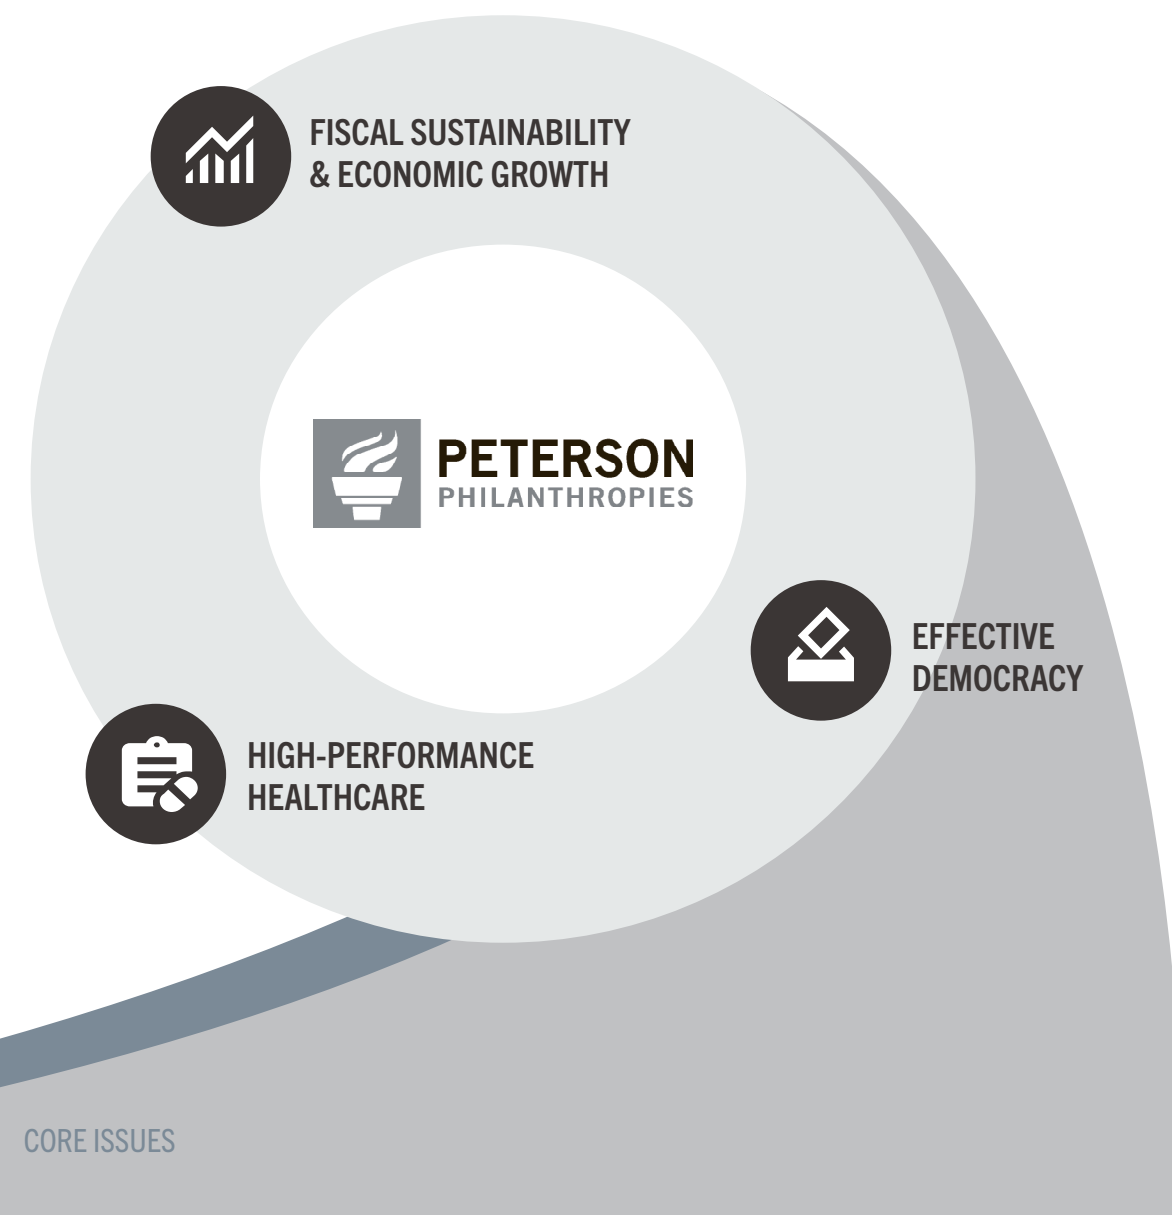 FISCAL SUSTAINABILITY
& ECONOMIC GROWTH
PETERSON
PHILANTHROPIES
EFFECTIVE
DEMOCRACY
HIGH-PERFORMANCE
HEALTHCARE
CORE ISSUES